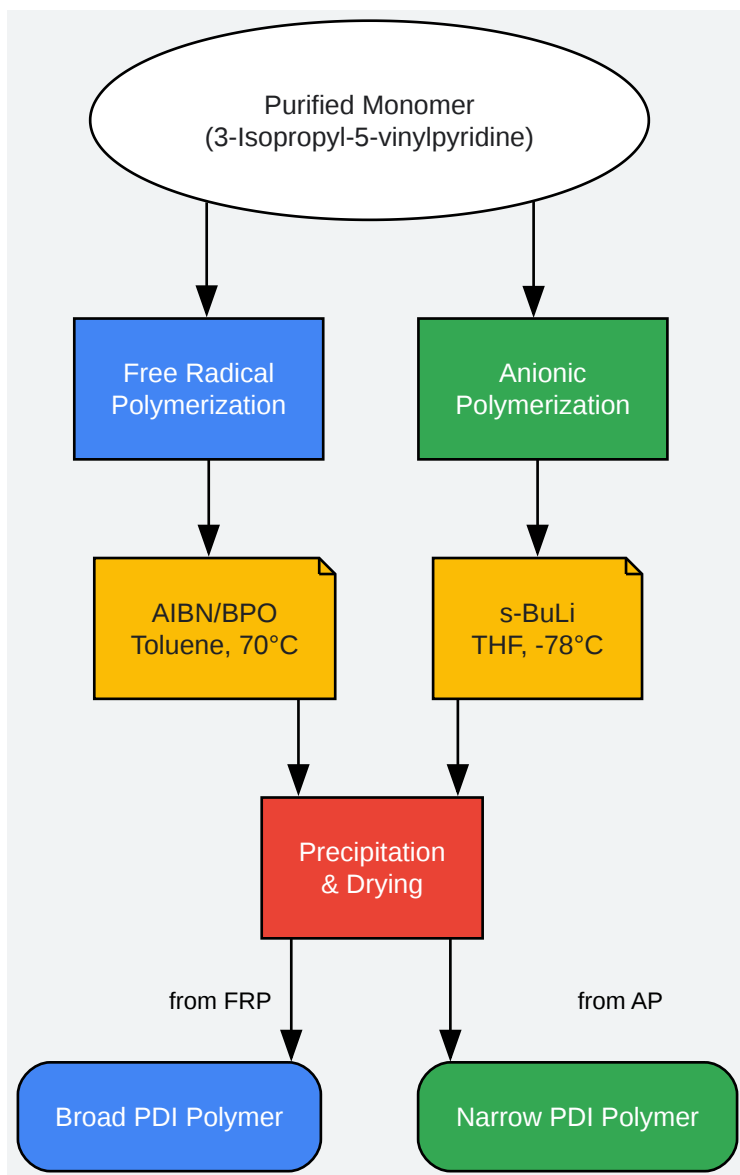 Purified Monomer
(3-Isopropyl-5-vinylpyridine)
Free Radical
Polymerization
Anionic
Polymerization
AIBN/BPO
Toluene, 70°C
s-BuLi
THF, -78°C
Precipitation
& Drying
from FRP
from AP
Broad PDI Polymer
Narrow PDI Polymer